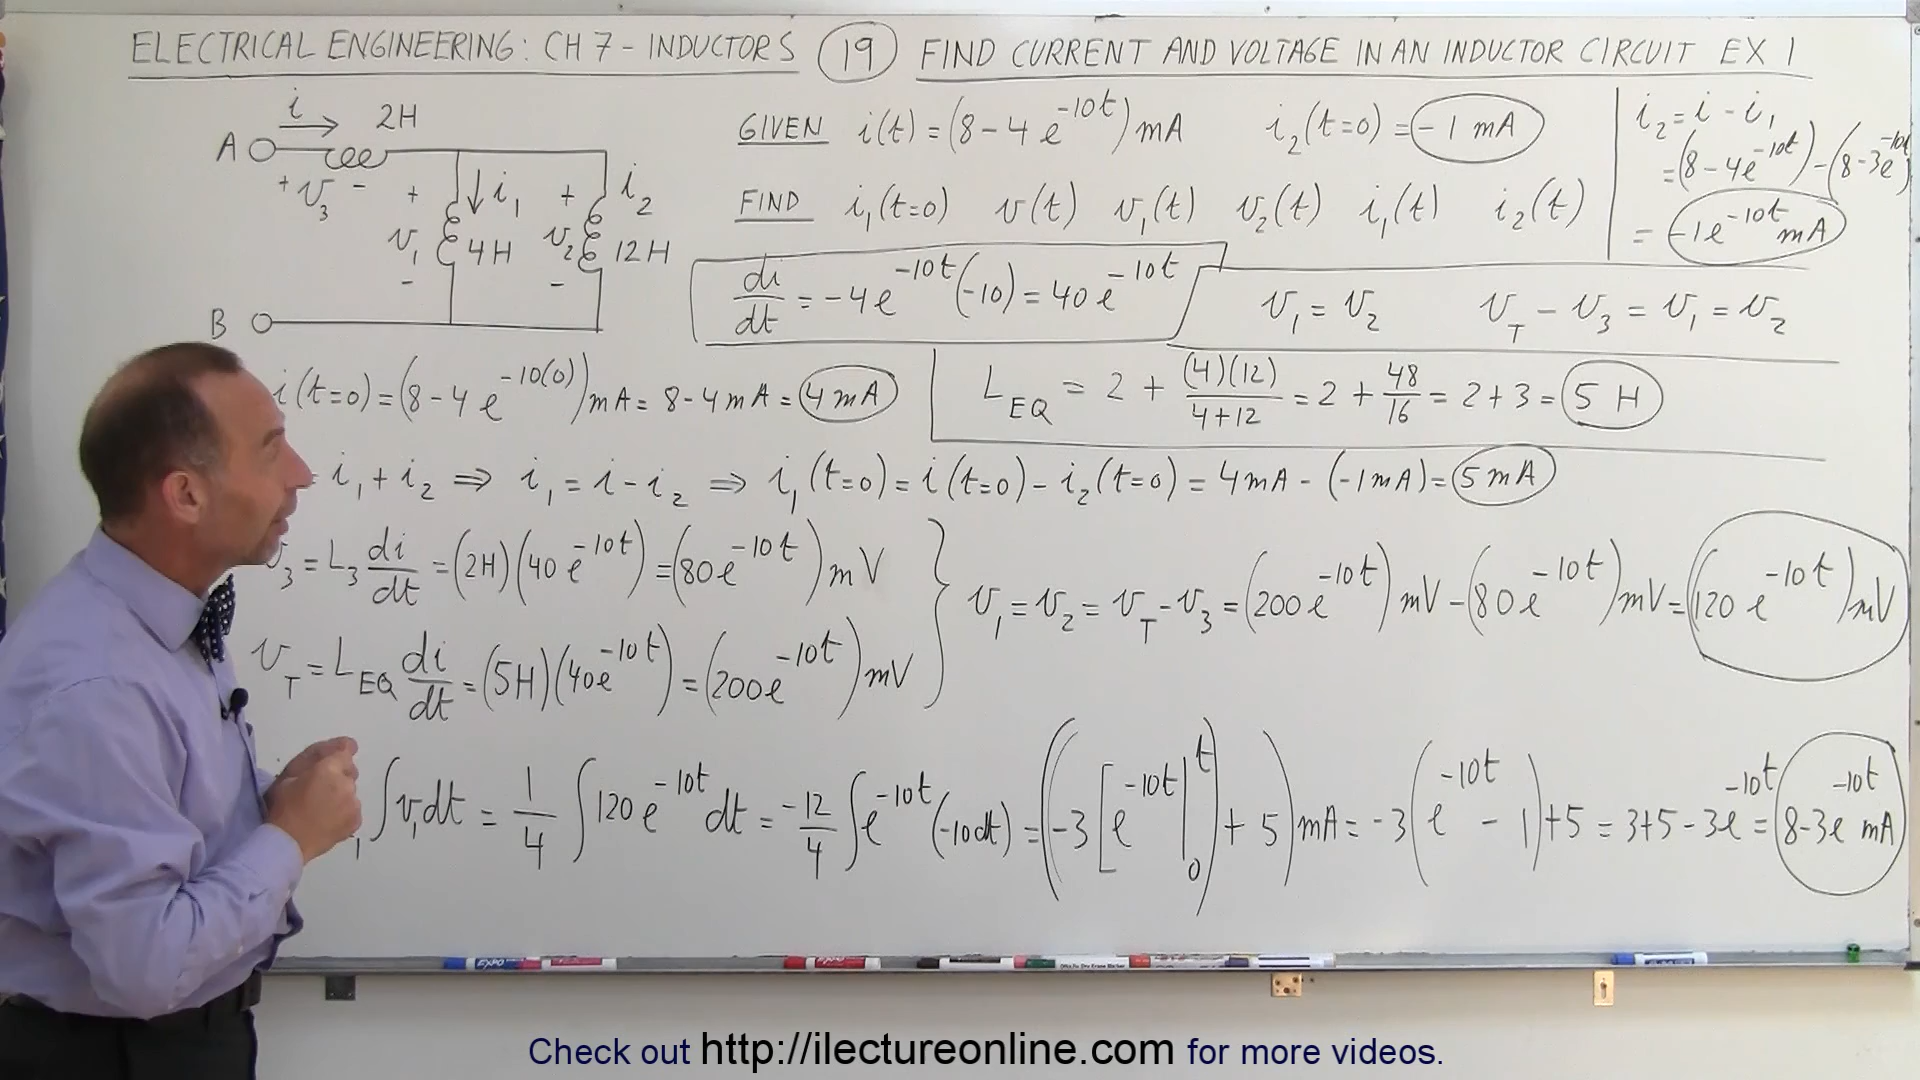 ELECTRICAL ENGINEERING: CH 7 - INDUCTORS (19) FIND CURRENT AND VOLTAGE IN AN INDUCTOR CIRCUIT EX 1
i 2H
A
+ v₃ -
+ v₁ - i₁ 4H
+ v₂ - i₂ 12H
B
GIVEN i(t) = (8 - 4e^(-10t)) mA i₂(t=0) = -1 mA
FIND i₁(t=0) v(t) v₁(t) v₂(t) i₁(t) i₂(t)
i₂ = i - i₁
= (8 - 4e^(-10t)) - (8 - 3e^(-10t))
= -1e^(-10t) mA
di/dt = -4e^(-10t)(-10) = 40e^(-10t)
v₁ = v₂ v_T - v₃ = v₁ = v₂
i(t=0) = (8 - 4e^(-10(0))) mA = 8 - 4 mA = 4 mA
L_EQ = 2 + (4)(12)/(4+12) = 2 + 48/16 = 2 + 3 = 5 H
= i₁ + i₂ ⇒ i₁ = i - i₂ ⇒ i₁(t=0) = i(t=0) - i₂(t=0) = 4mA - (-1mA) = 5 mA
v₃ = L₃ di/dt = (2H)(40e^(-10t)) = (80e^(-10t)) mV
v_T = L_EQ di/dt = (5H)(40e^(-10t)) = (200e^(-10t)) mV
v₁ = v₂ = v_T - v₃ = (200e^(-10t)) mV - (80e^(-10t)) mV = (120e^(-10t)) mV
∫v₁dt = 1/4 ∫120e^(-10t) dt = -12/4 ∫e^(-10t)(-10dt) = (-3[e^(-10t)|₀^t) + 5) mA = -3(e^(-10t) - 1) + 5 = 3+5 - 3e^(-10t) = 8-3e^(-10t) mA
EXPO
Check out http://ilectureonline.com for more videos.